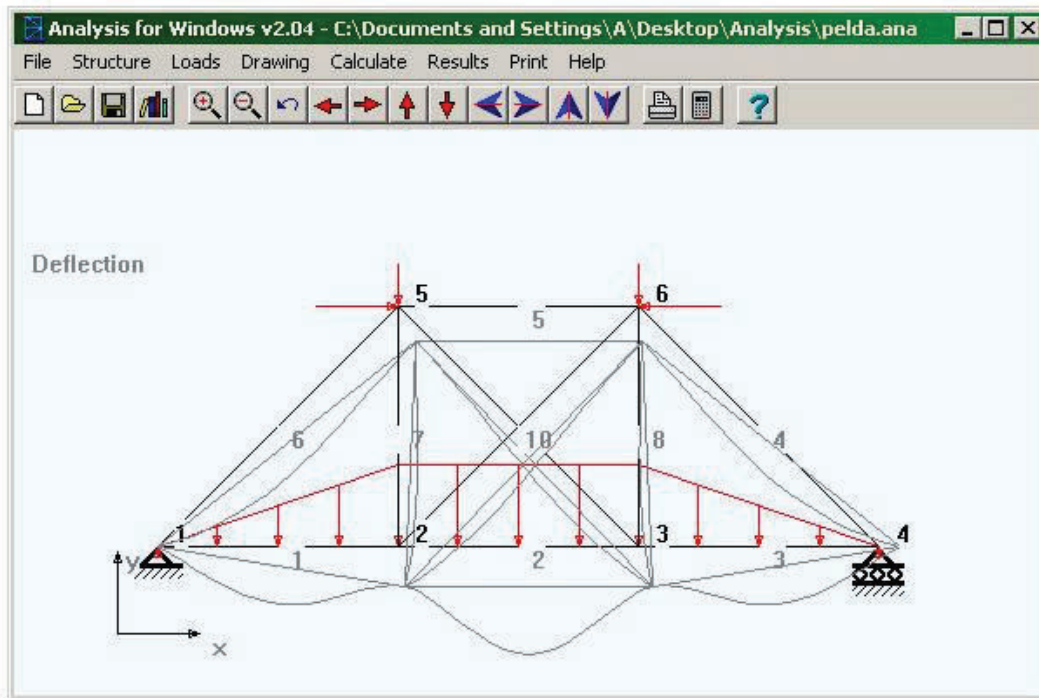 Analysis for Windows v2.04 - C:\Documents and Settings\A\Desktop\Analysis\pelda.ana
File Structure Loads Drawing Calculate Results Print Help
?
Deflection
5 6
5
6 7 10 8 4
1 2 3 4
1 2 3
y
x